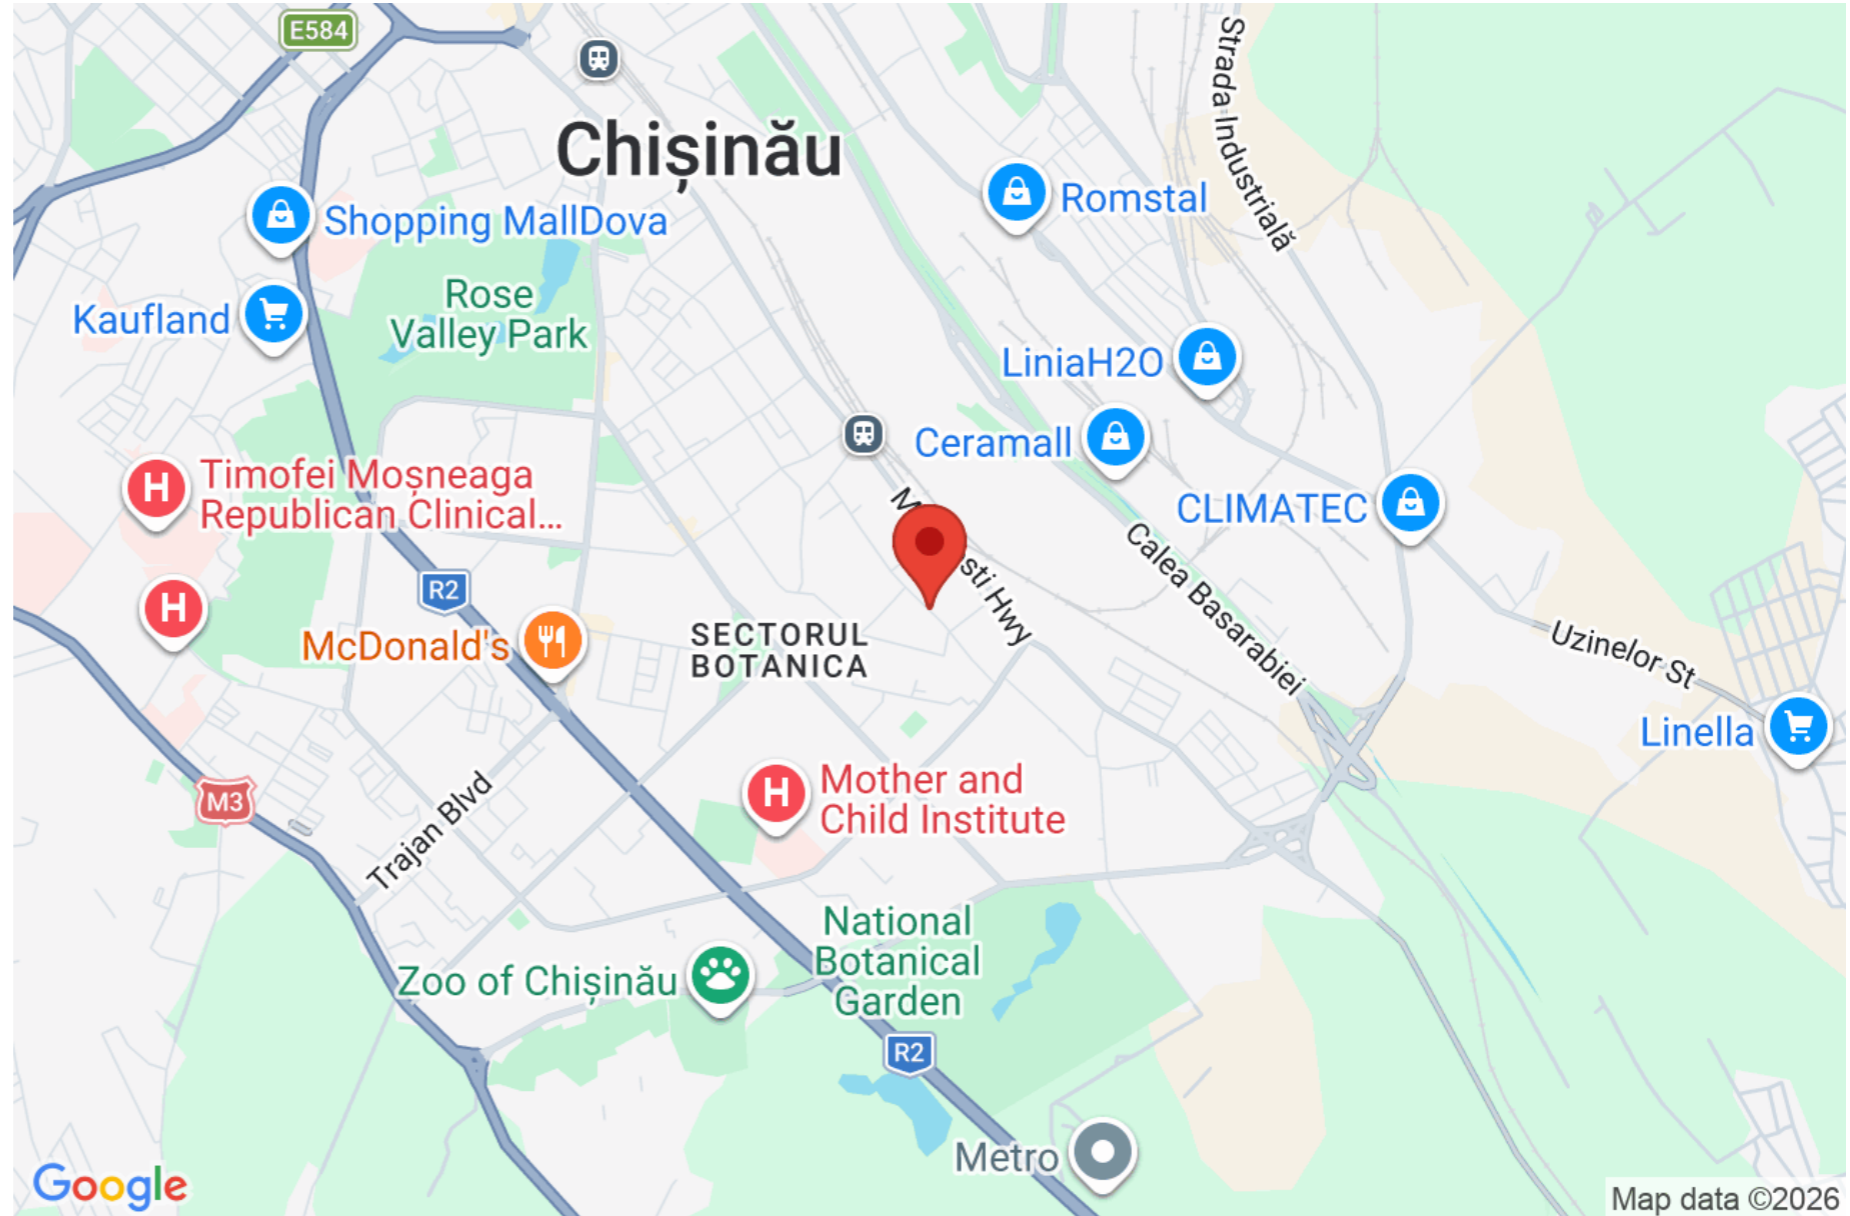 E584
Chișinău
Strada Industrială
Romstal
Shopping MallDova
Rose
Valley Park
Kaufland
LiniaH2O
Ceramall
Timofei Moșneaga
Republican Clinical...
H
CLIMATEC
M
sti Hwy
Calea Basarabiei
R2
H
McDonald's
SECTORUL
BOTANICA
Uzinelor St
Linella
M3
Trajan Blvd
H
Mother and
Child Institute
National
Botanical
Garden
Zoo of Chișinău
R2
Metro
Google
Map data ©2026